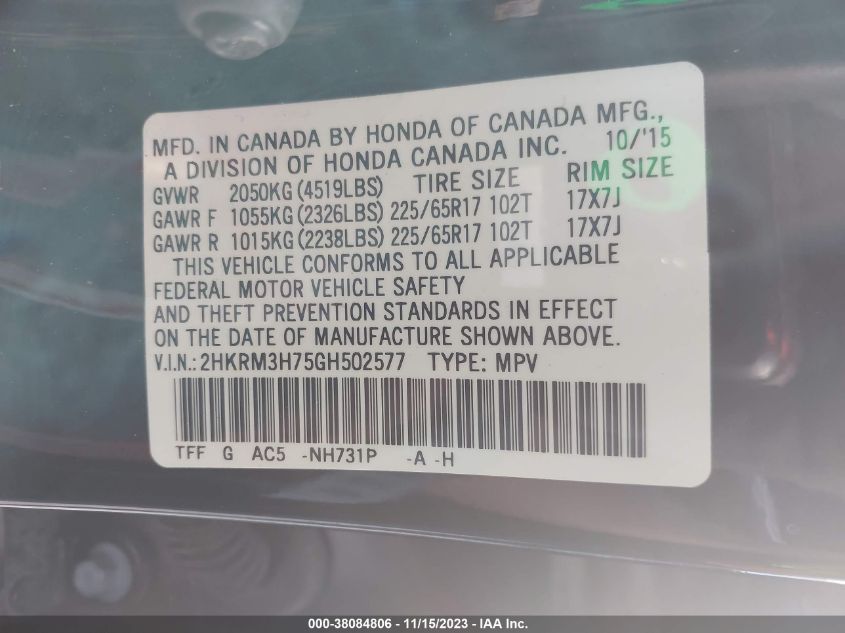 MFD. IN CANADA BY HONDA OF CANADA MFG.,
A DIVISION OF HONDA CANADA INC. 10/'15
GVWR 2050KG (4519LBS) TIRE SIZE RIM SIZE
GAWR F 1055KG (2326LBS) 225/65R17 102T 17X7J
GAWR R 1015KG (2238LBS) 225/65R17 102T 17X7J
THIS VEHICLE CONFORMS TO ALL APPLICABLE
FEDERAL MOTOR VEHICLE SAFETY
AND THEFT PREVENTION STANDARDS IN EFFECT
ON THE DATE OF MANUFACTURE SHOWN ABOVE.
V.I.N.: 2HKRM3H75GH502577 TYPE: MPV
TFF G AC5 -NH731P -A -H
000-38084806 - 11/15/2023 - IAA Inc.